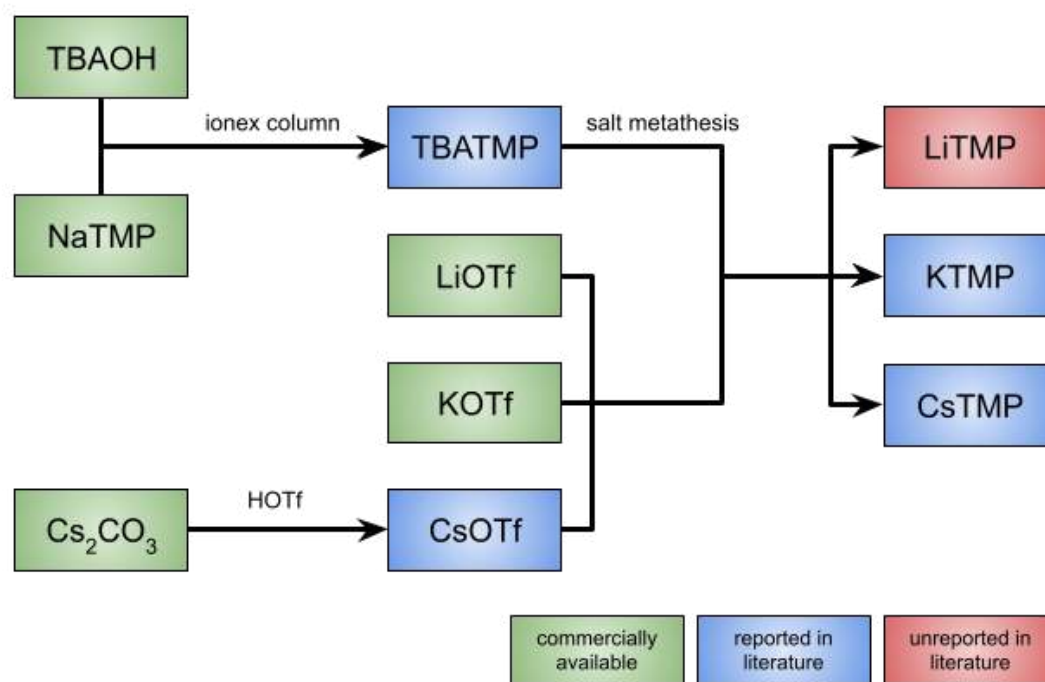 TBAOH
ionex column
TBATMP
salt metathesis
LiTMP
NaTMP
LiOTf
KTMP
KOTf
CsTMP
Cs₂CO₃
HOTf
CsOTf
commercially
available
reported in
literature
unreported in
literature